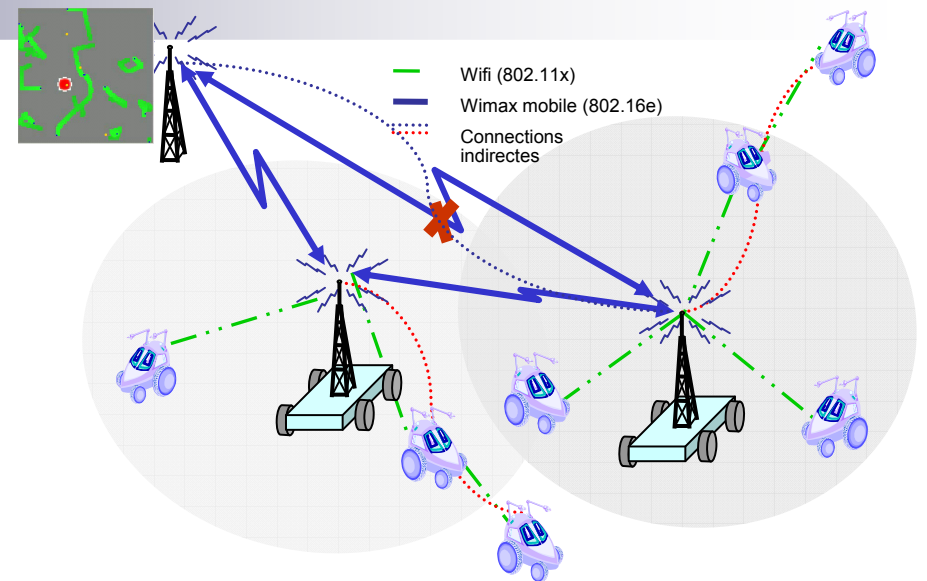 Wifi (802.11x)
Wimax mobile (802.16e)
Connections
indirectes